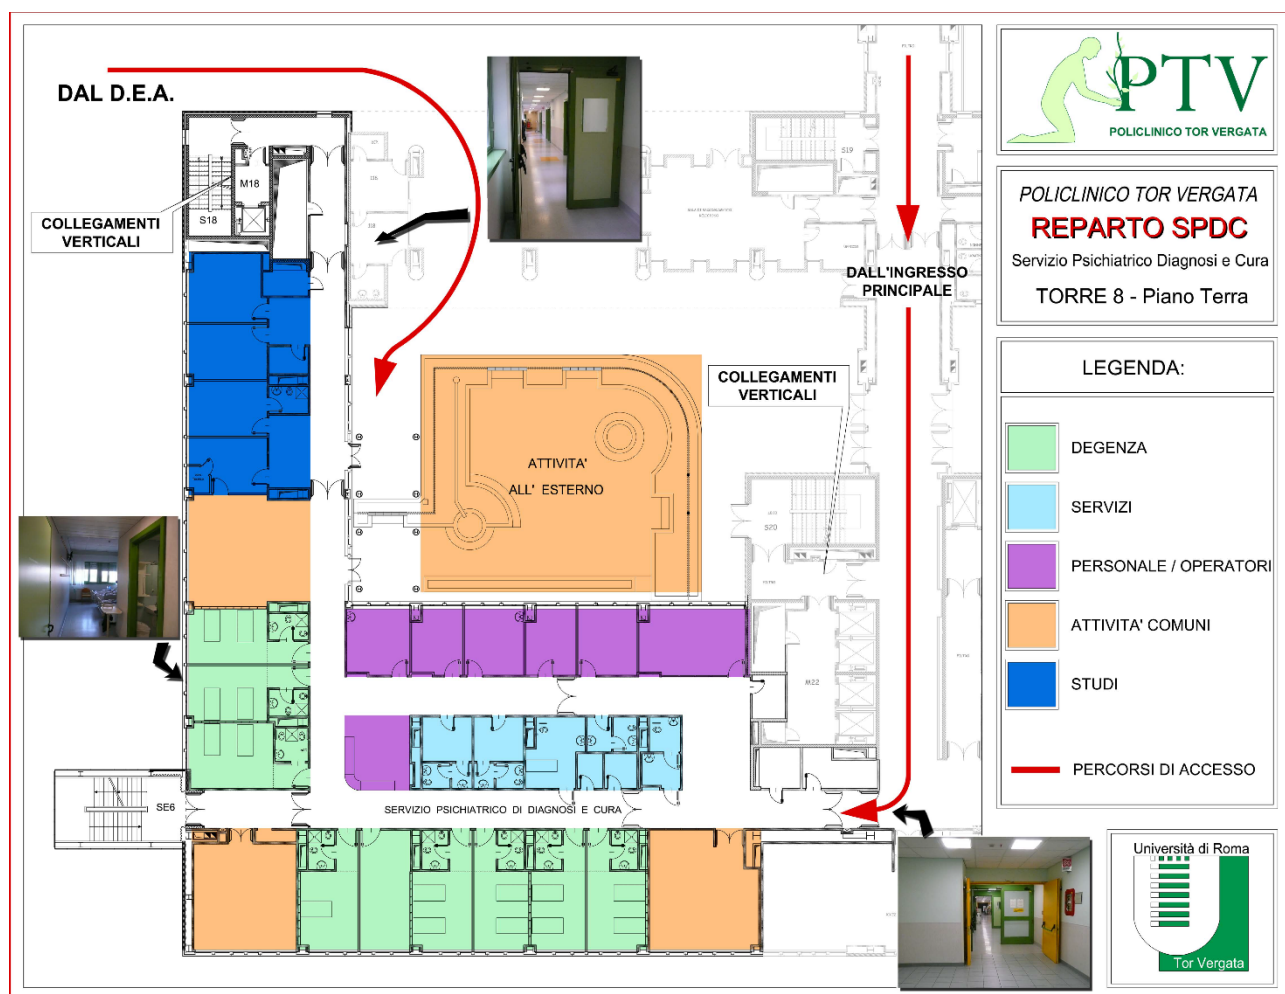 DAL D.E.A.
COLLEGAMENTI
VERTICALI
M18
S18
S19
DALL'INGRESSO
PRINCIPALE
COLLEGAMENTI
VERTICALI
ATTIVITA'
ALL' ESTERNO
S20
M22
SE6
SERVIZIO PSICHIATRICO DI DIAGNOSI E CURA
PTV
POLICLINICO TOR VERGATA
POLICLINICO TOR VERGATA
REPARTO SPDC
Servizio Psichiatrico Diagnosi e Cura
TORRE 8 - Piano Terra
LEGENDA:
DEGENZA
SERVIZI
PERSONALE / OPERATORI
ATTIVITA' COMUNI
STUDI
PERCORSI DI ACCESSO
Università di Roma
Tor Vergata